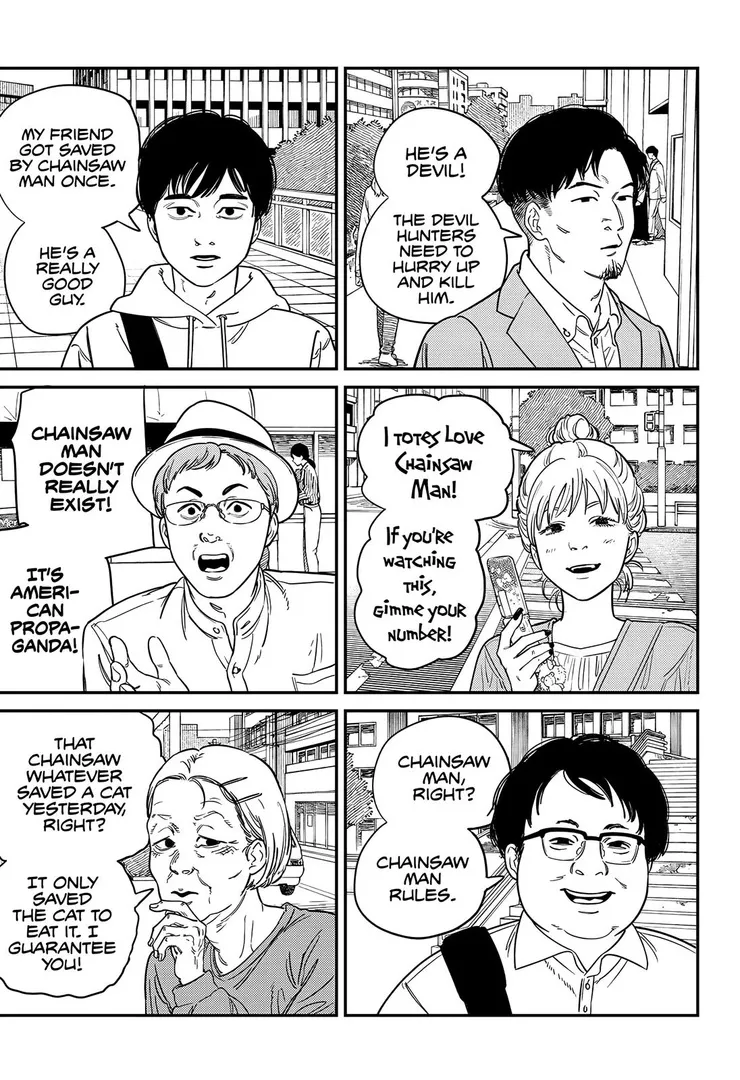 HE'S A
DEVIL!
THE DEVIL
HUNTERS
NEED TO
HURRY UP
AND KILL
HIM.
MY FRIEND
GOT SAVED
BY CHAINSAW
MAN ONCE.
HE'S A
REALLY
GOOD
GUY.
I TOTES LOVE
CHAINSAW
MAN!
If you're
watching
this,
gimme your
number!
CHAINSAW
MAN
DOESN'T
REALLY
EXIST!
IT'S
AMERI-
CAN
PROPA-
GANDA!
CHAINSAW
MAN,
RIGHT?
CHAINSAW
MAN
RULES.
THAT
CHAINSAW
WHATEVER
SAVED A CAT
YESTERDAY,
RIGHT?
IT ONLY
SAVED
THE CAT TO
EAT IT. I
GUARANTEE
YOU!